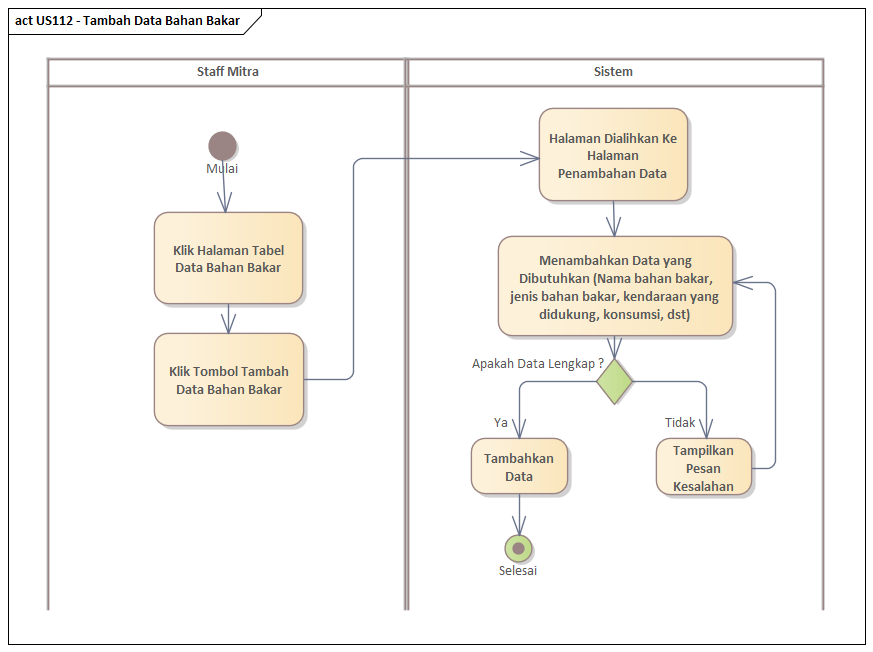 act US112 - Tambah Data Bahan Bakar
Staff Mitra
Sistem
Mulai
Klik Halaman Tabel
Data Bahan Bakar
Klik Tombol Tambah
Data Bahan Bakar
Halaman Dialihkan Ke
Halaman
Penambahan Data
Menambahkan Data yang
Dibutuhkan (Nama bahan bakar,
jenis bahan bakar, kendaraan yang
didukung, konsumsi, dst)
Apakah Data Lengkap ?
Ya
Tidak
Tambahkan
Data
Tampilkan
Pesan
Kesalahan
Selesai